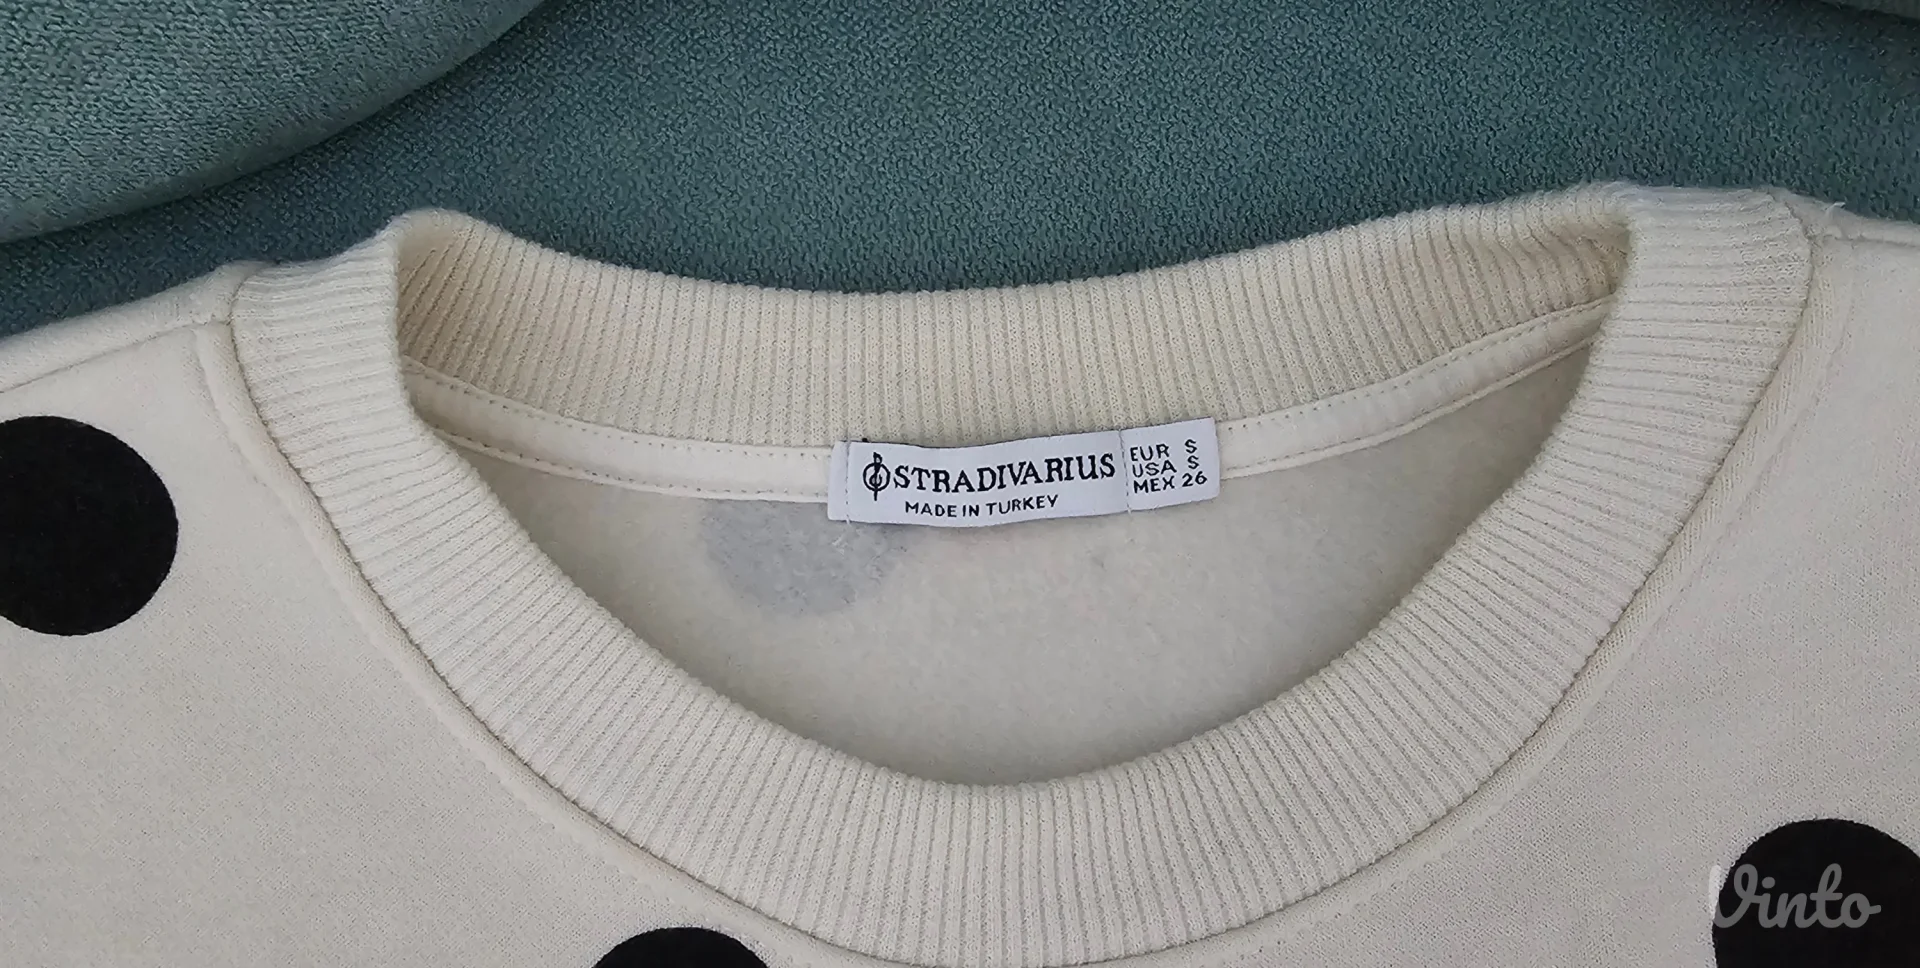 STRADIVARIUS
MADE IN TURKEY
EUR S
USA S
MEX 26
Vinto